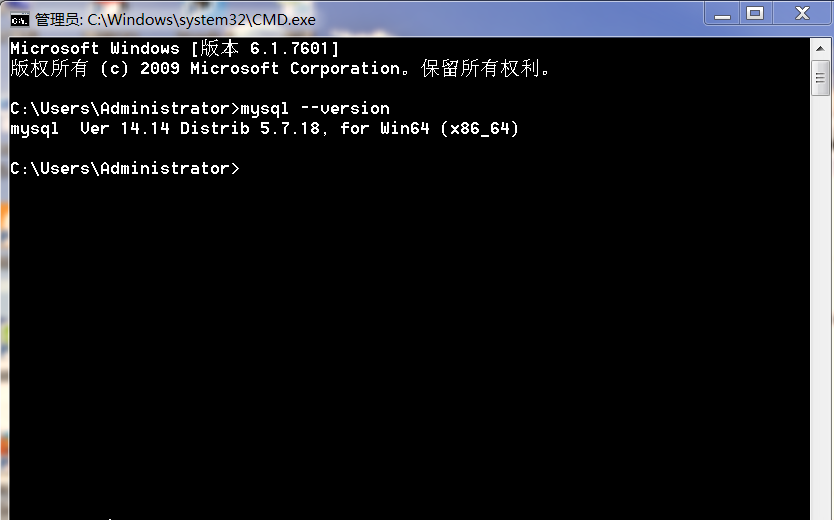 管理员: C:\Windows\system32\CMD.exe
Microsoft Windows [版本 6.1.7601]
版权所有 (c) 2009 Microsoft Corporation。保留所有权利。
C:\Users\Administrator>mysql --version
mysql  Ver 14.14 Distrib 5.7.18, for Win64 (x86_64)
C:\Users\Administrator>